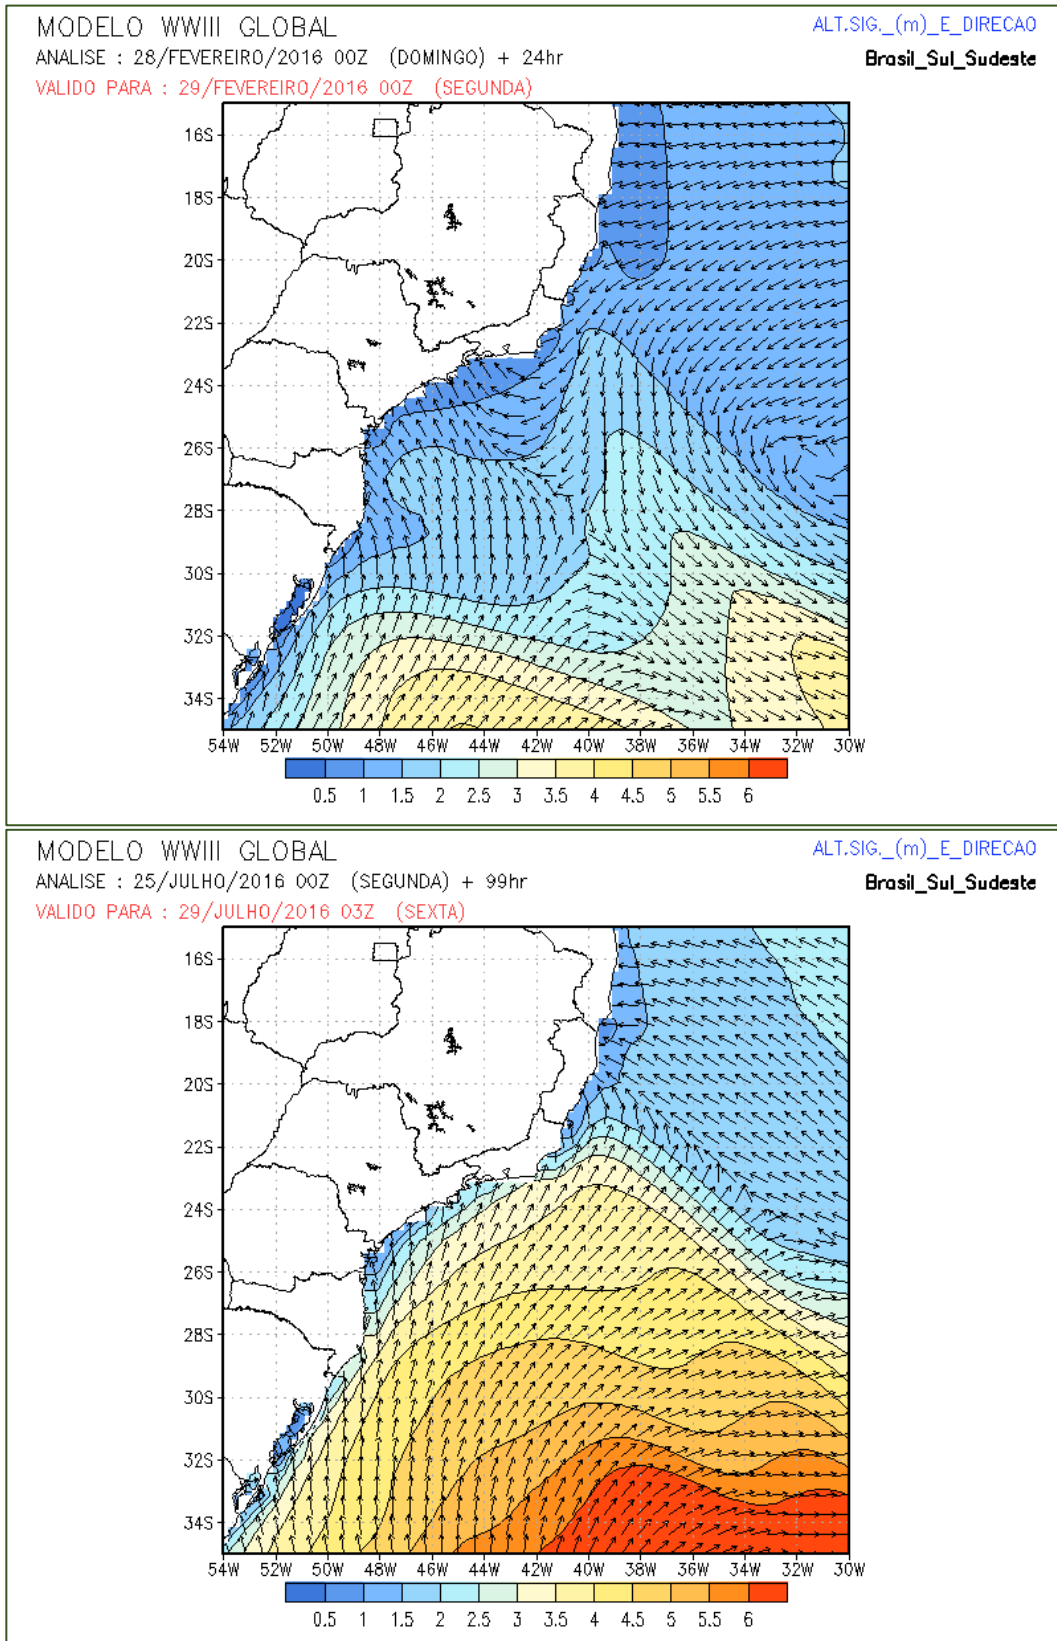 MODELO WWIII GLOBAL
ALT.SIG._(m)_E_DIRECAO
ANALISE : 28/FEVEREIRO/2016 00Z (DOMINGO) + 24hr
Brasil_Sul_Sudeste
VALIDO PARA : 29/FEVEREIRO/2016 00Z (SEGUNDA)
16S
18S
20S
22S
24S
26S
28S
30S
32S
34S
54W 52W 50W 48W 46W 44W 42W 40W 38W 36W 34W 32W 30W
0.5 1 1.5 2 2.5 3 3.5 4 4.5 5 5.5 6
MODELO WWIII GLOBAL
ALT.SIG._(m)_E_DIRECAO
ANALISE : 25/JULHO/2016 00Z (SEGUNDA) + 99hr
Brasil_Sul_Sudeste
VALIDO PARA : 29/JULHO/2016 03Z (SEXTA)
16S
18S
20S
22S
24S
26S
28S
30S
32S
34S
54W 52W 50W 48W 46W 44W 42W 40W 38W 36W 34W 32W 30W
0.5 1 1.5 2 2.5 3 3.5 4 4.5 5 5.5 6